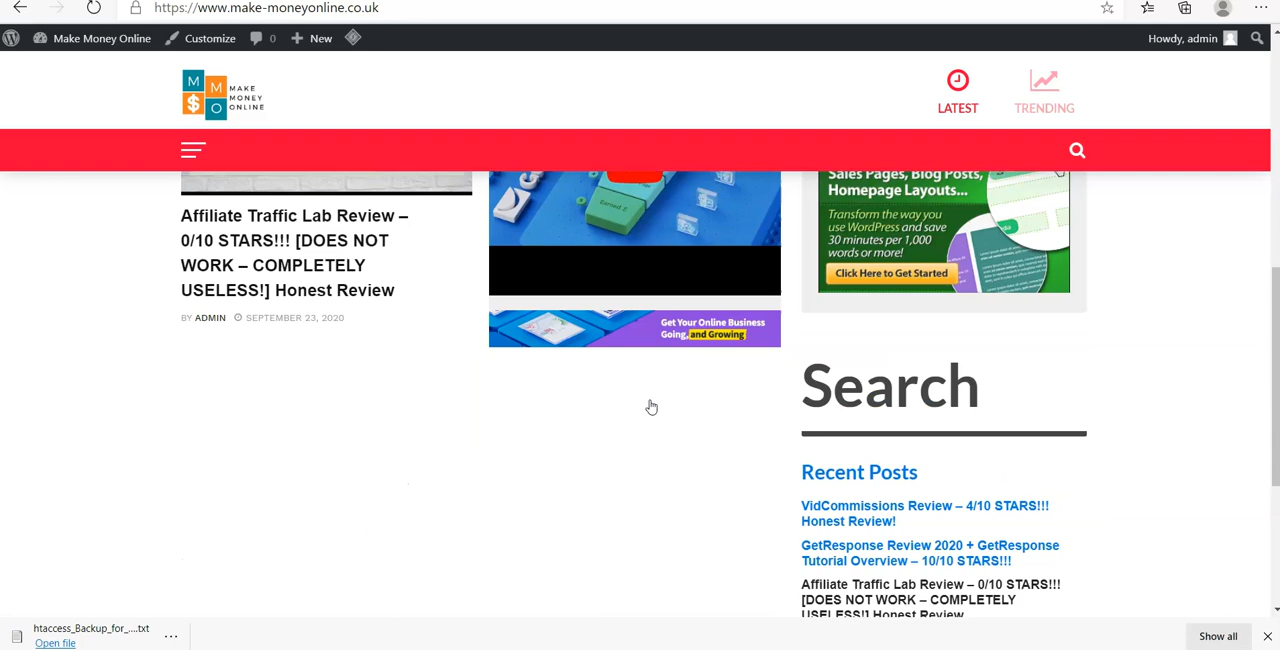 https://www.make-moneyonline.co.uk
Make Money Online
Customize
0
New
Howdy, admin
M
M
$
O
MAKE
MONEY
ONLINE
LATEST
TRENDING
Affiliate Traffic Lab Review –
0/10 STARS!!! [DOES NOT
WORK – COMPLETELY
USELESS!] Honest Review
BY ADMIN SEPTEMBER 23, 2020
Get Your Online Business
Going, and Growing
Sales Pages, Blog Posts,
Homepage Layouts...
Transform the way you
use WordPress and save
30 minutes per 1,000
words or more!
Click Here to Get Started
Search
Recent Posts
VidCommissions Review – 4/10 STARS!!!
Honest Review!
GetResponse Review 2020 + GetResponse
Tutorial Overview – 10/10 STARS!!!
Affiliate Traffic Lab Review – 0/10 STARS!!!
[DOES NOT WORK – COMPLETELY
USELESS!] Honest Review
htaccess_Backup_for_....txt
Open file
Show all